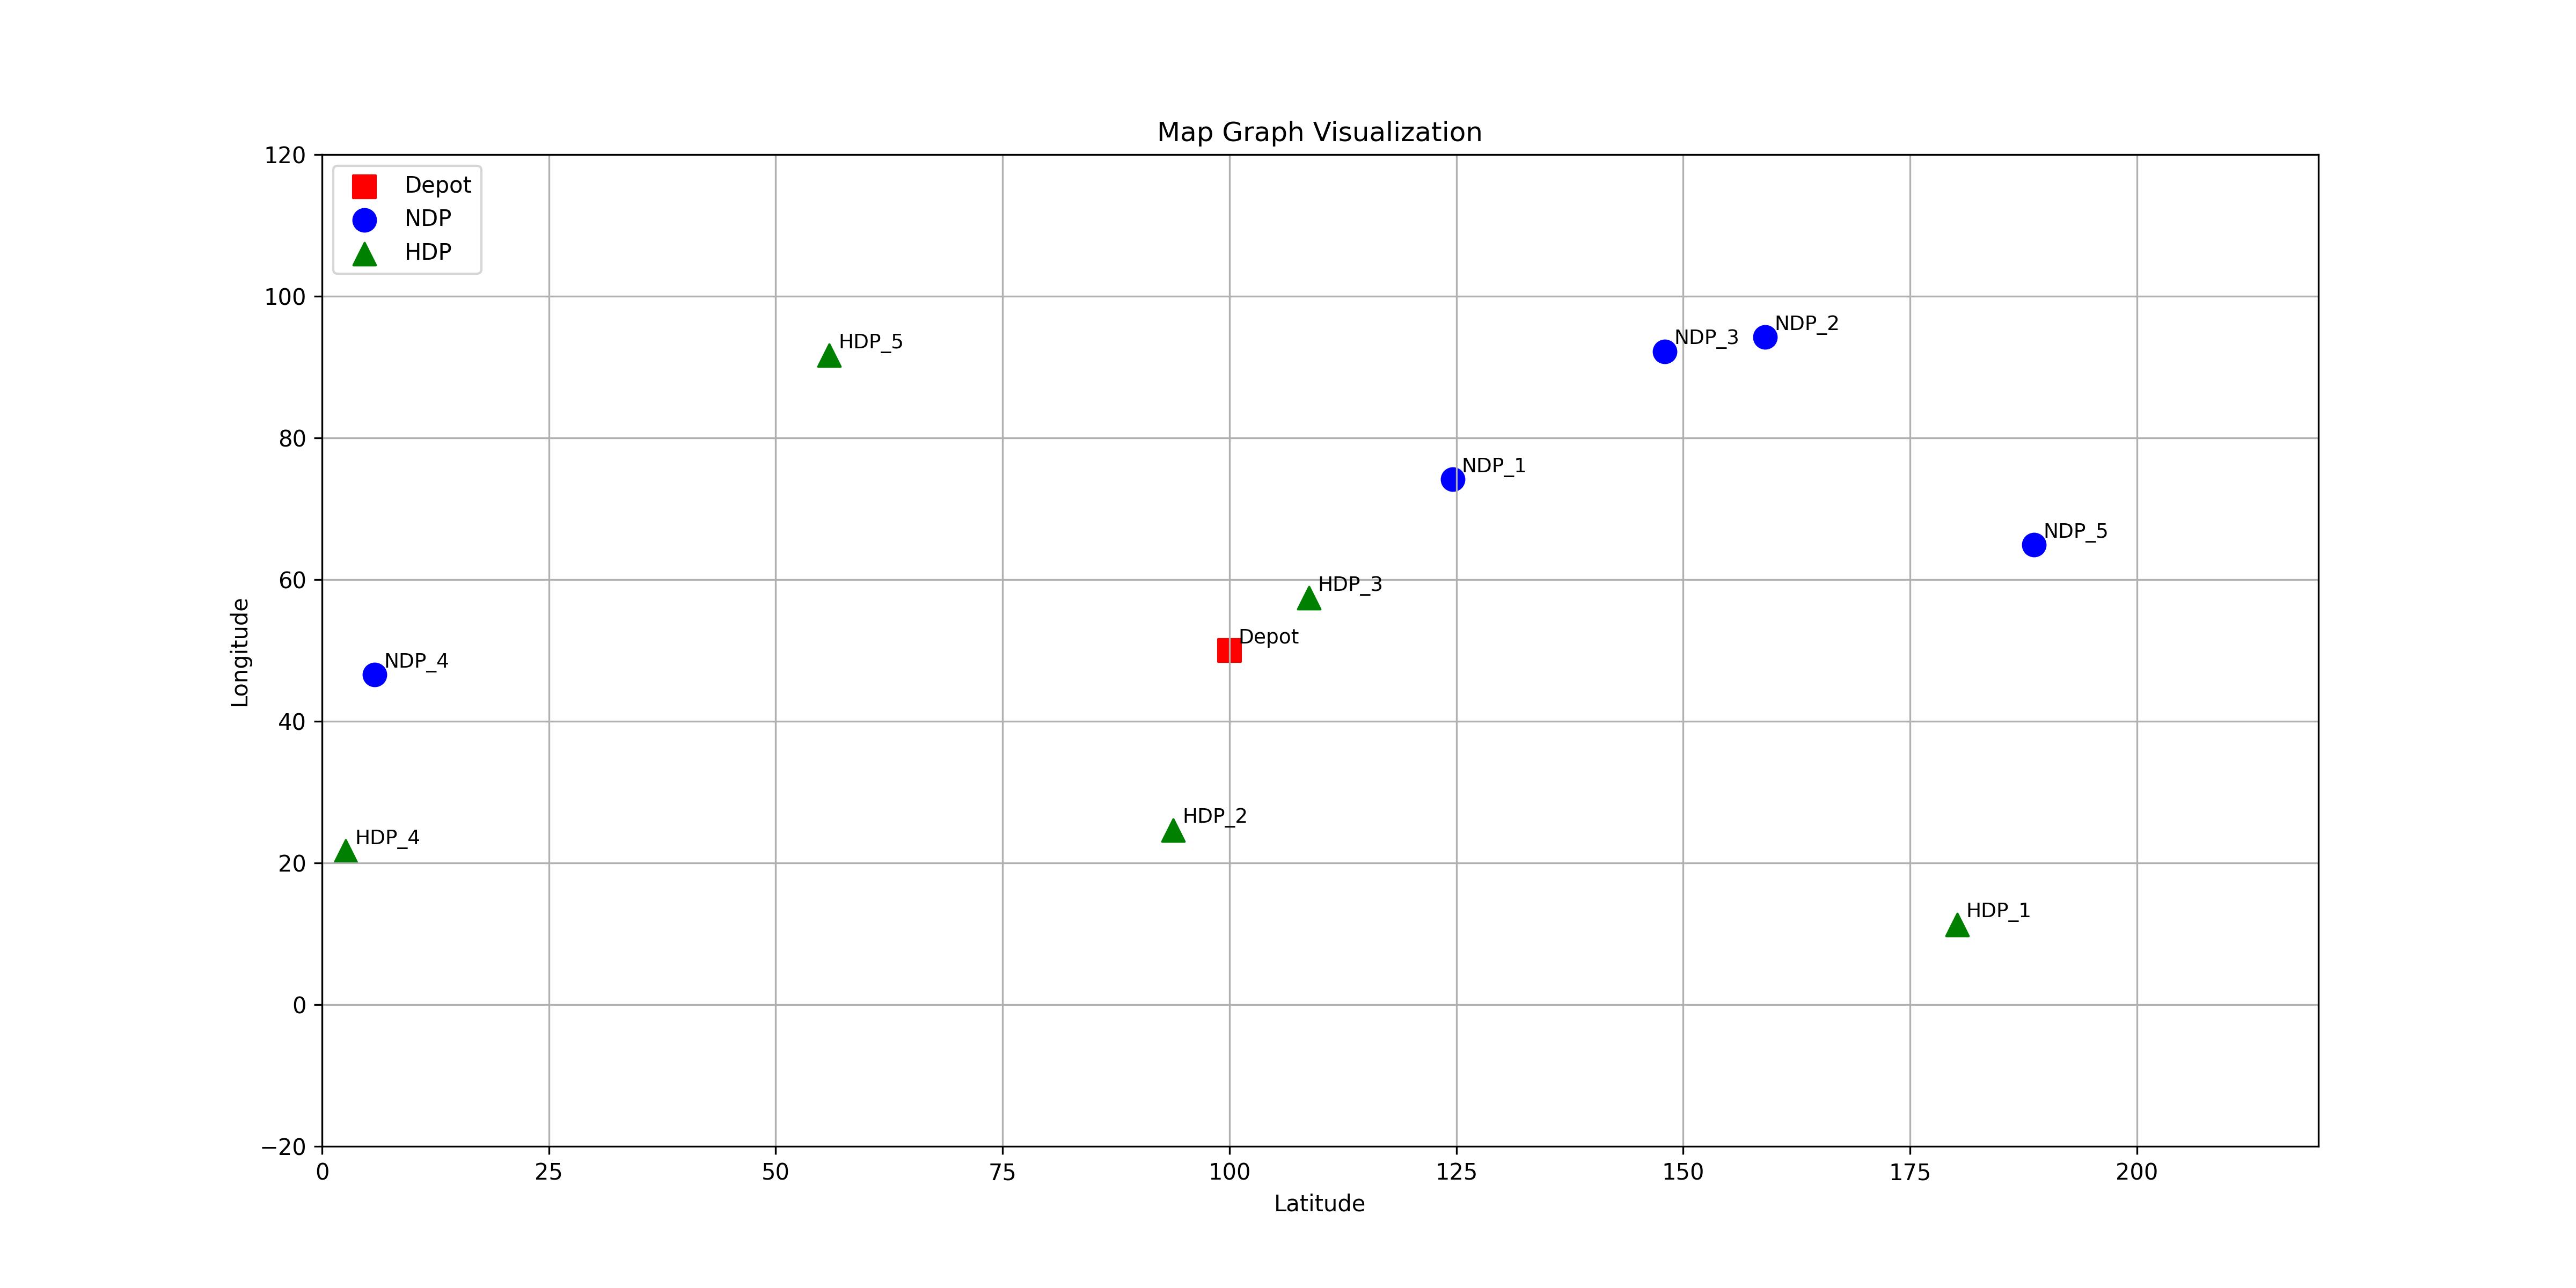 Map Graph Visualization
120
100
80
60
40
20
0
−20
Longitude
Depot
NDP
HDP
HDP_5
NDP_3
NDP_2
NDP_1
NDP_5
HDP_3
Depot
NDP_4
HDP_2
HDP_4
HDP_1
0 25 50 75 100 125 150 175 200
Latitude